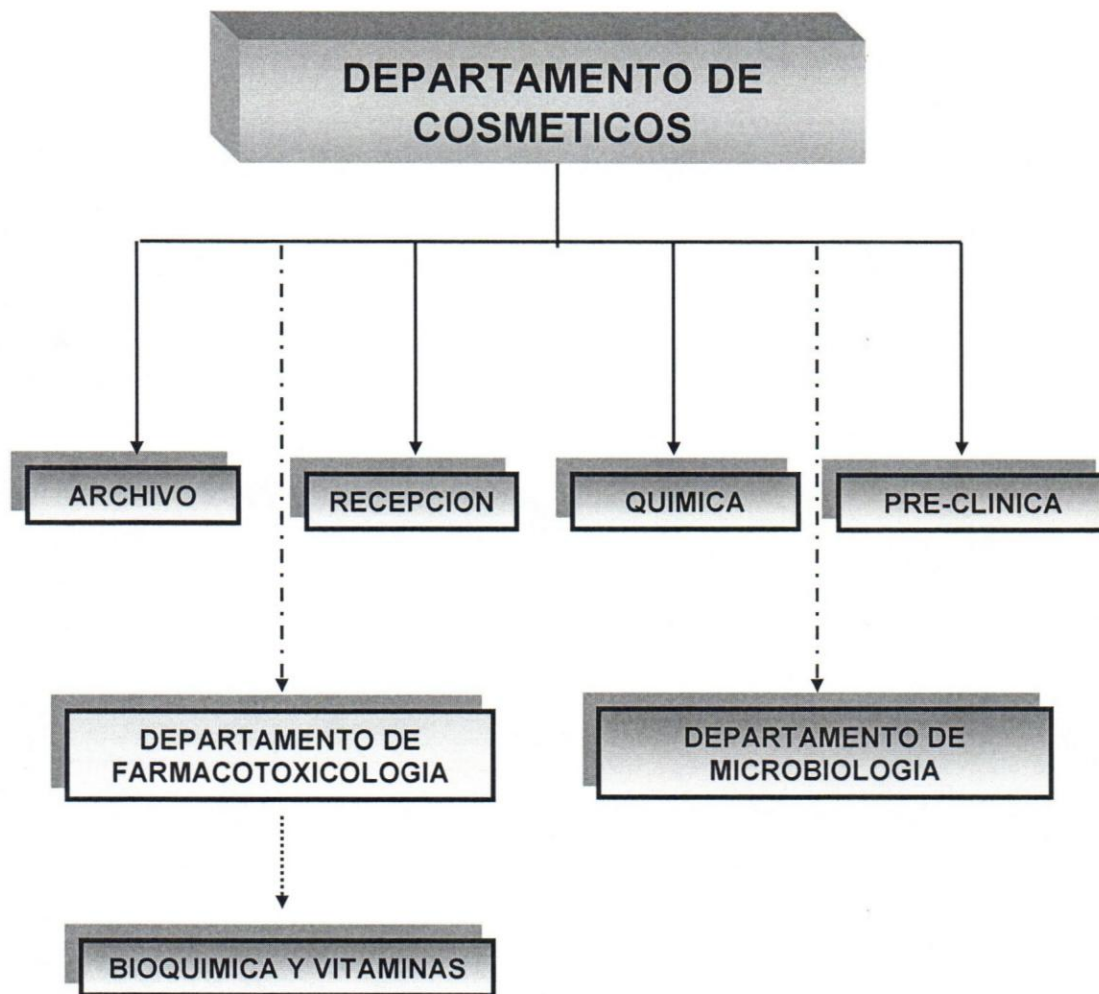 DEPARTAMENTO DE
COSMETICOS
ARCHIVO
RECEPCION
QUIMICA
PRE-CLINICA
DEPARTAMENTO DE
FARMACOTOXICOLOGIA
DEPARTAMENTO DE
MICROBIOLOGIA
BIOQUIMICA Y VITAMINAS